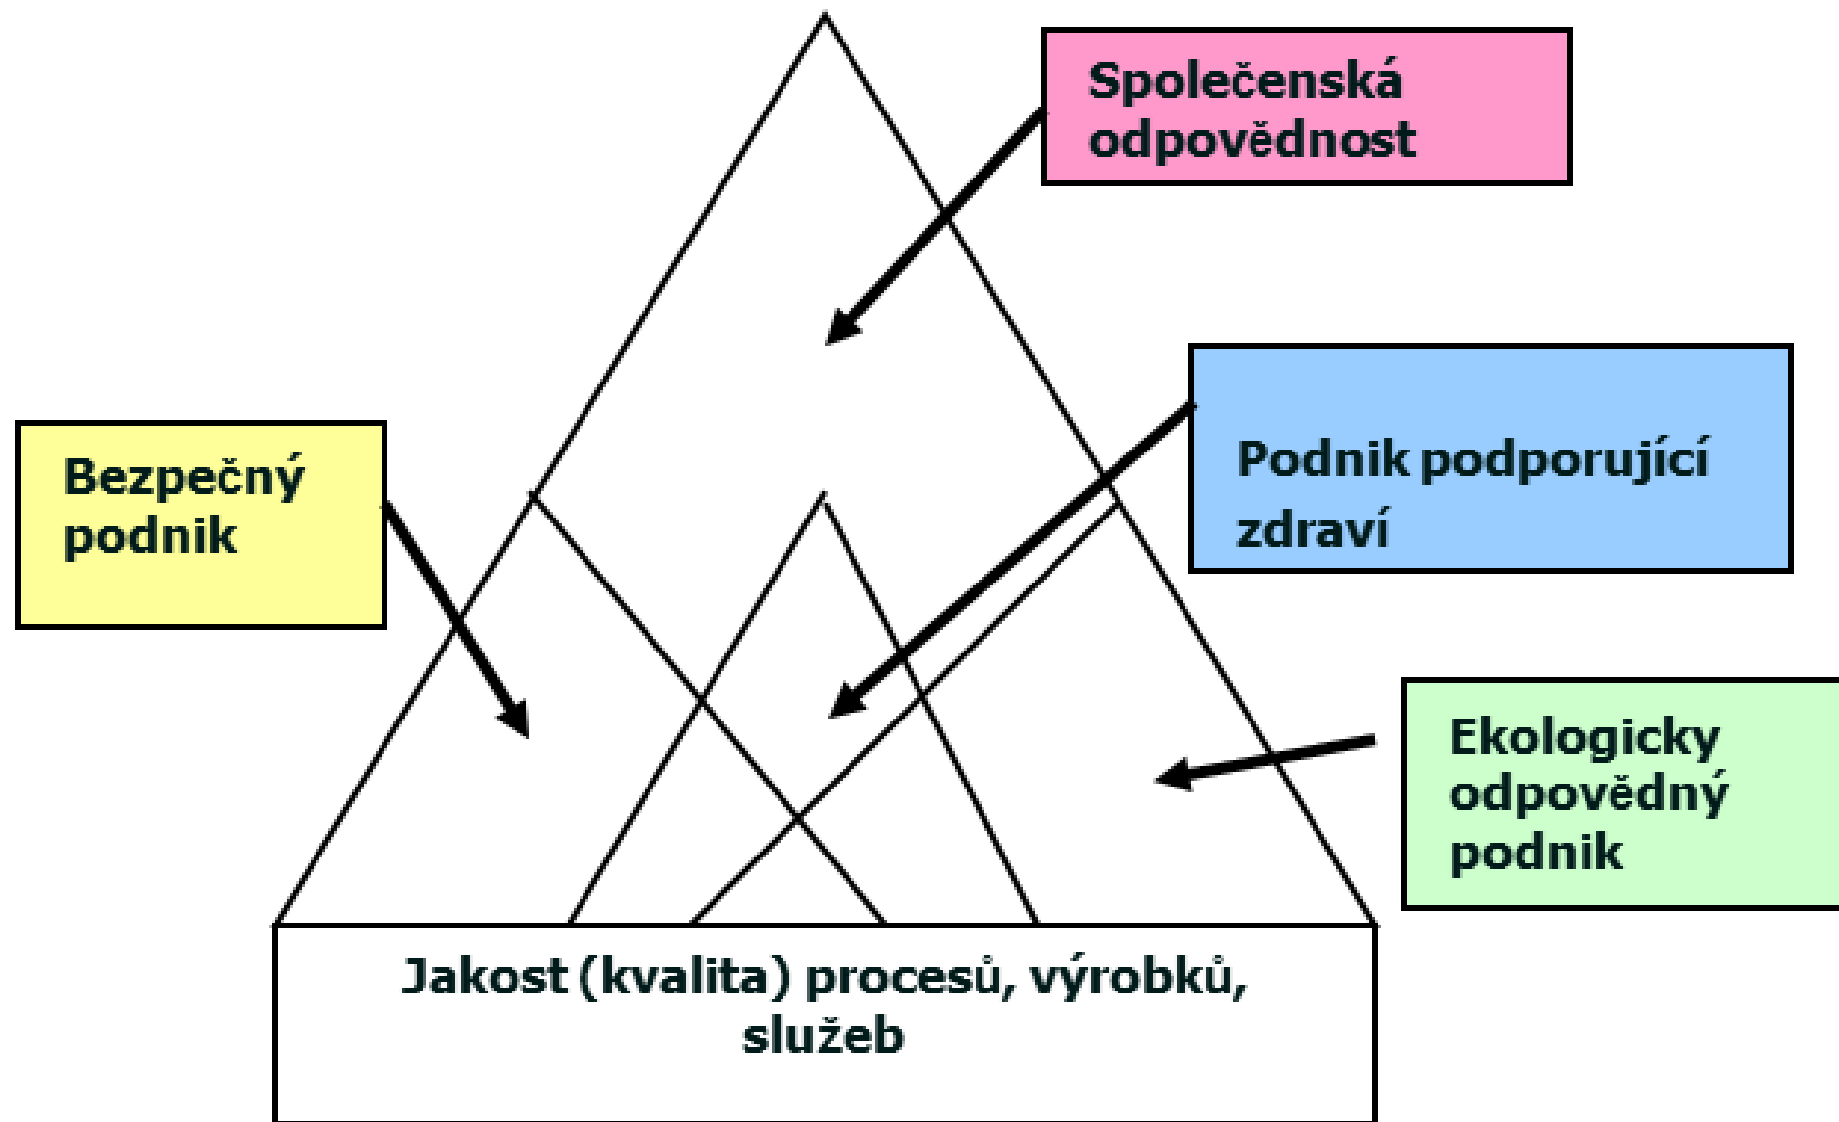 Společenská
odpovědnost
Podnik podporující
zdraví
Bezpečný
podnik
Ekologicky
odpovědný
podnik
Jakost (kvalita) procesů, výrobků,
služeb